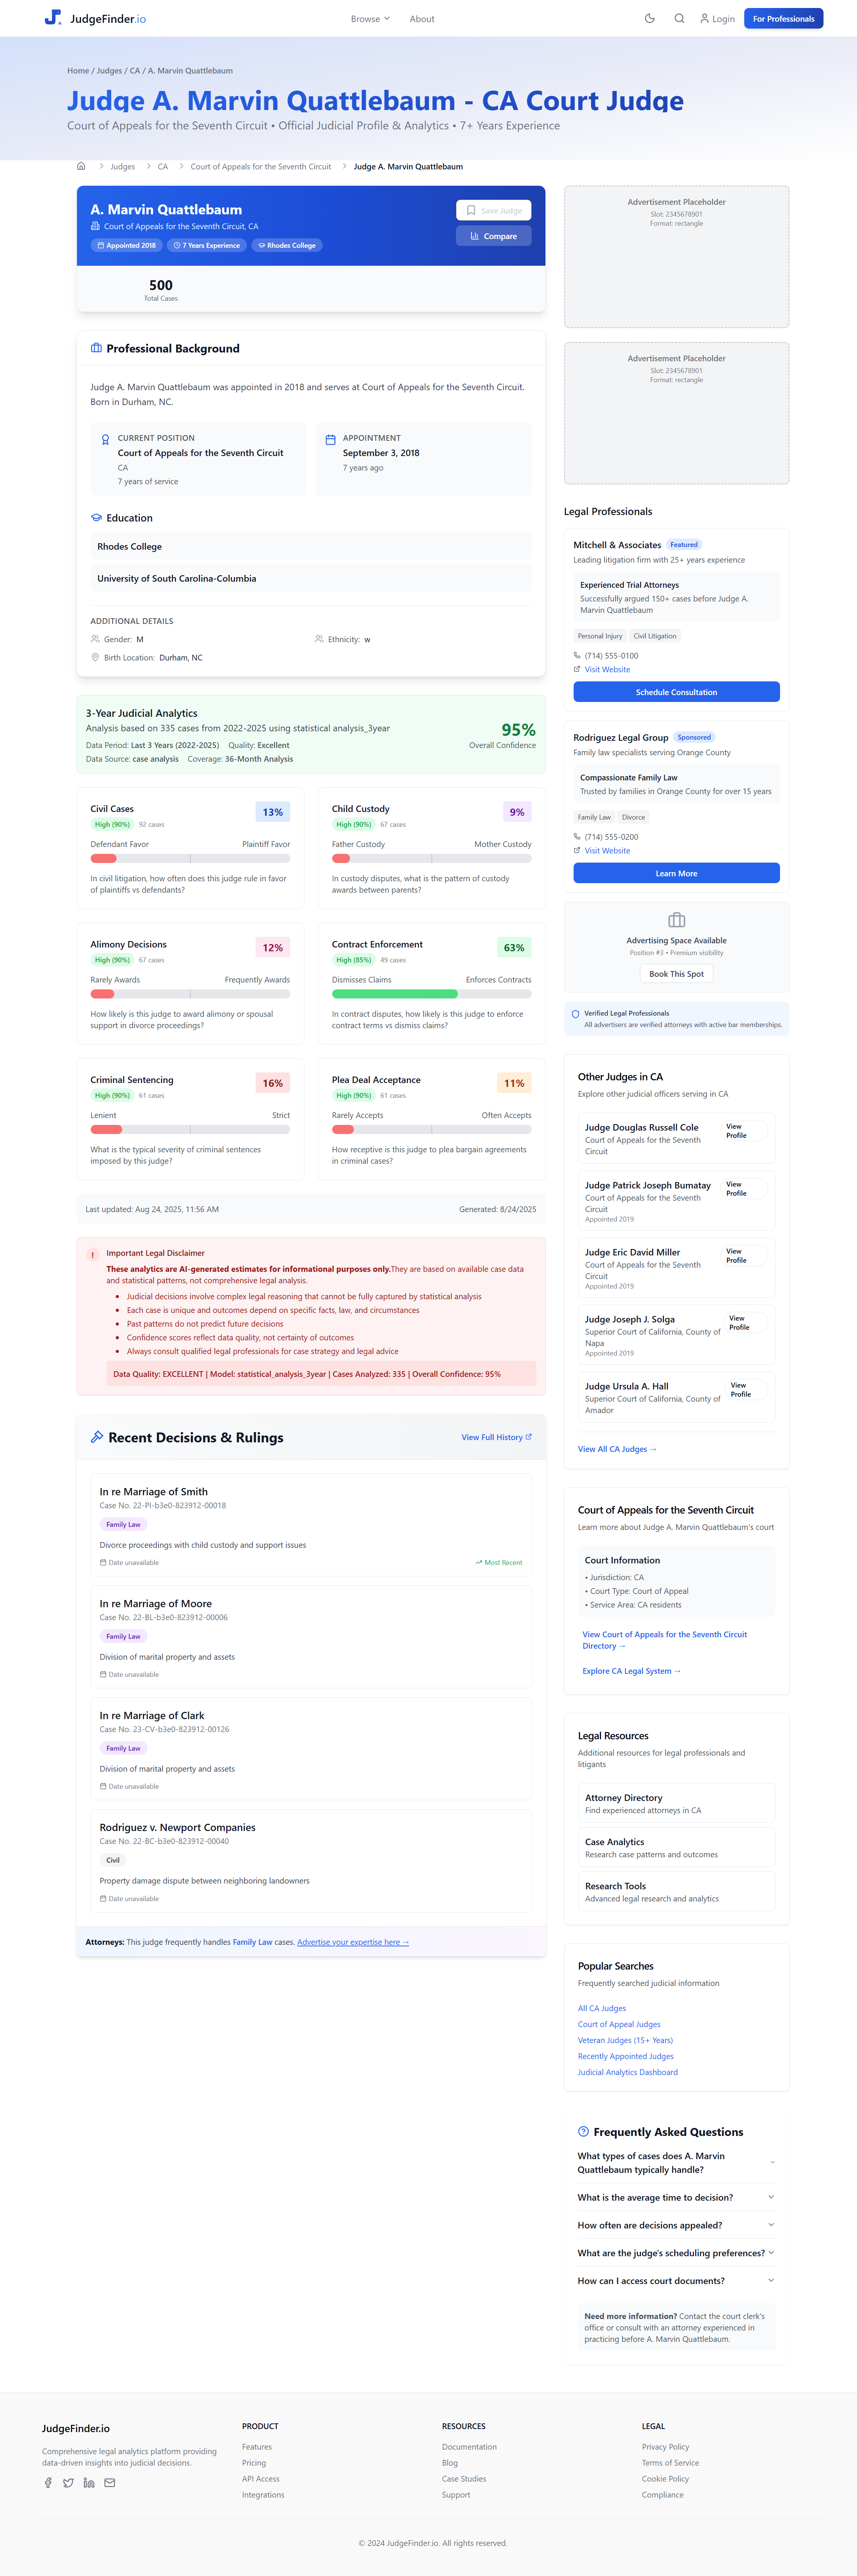 JudgeFinder.io
Browse
About
Login
For Professionals
Home / Judges / CA / A. Marvin Quattlebaum
Judge A. Marvin Quattlebaum - CA Court Judge
Court of Appeals for the Seventh Circuit • Official Judicial Profile & Analytics • 7+ Years Experience
Judges
CA
Court of Appeals for the Seventh Circuit
Judge A. Marvin Quattlebaum
A. Marvin Quattlebaum
Court of Appeals for the Seventh Circuit, CA
Appointed 2018
7 Years Experience
Rhodes College
Save Judge
Compare
500
Total Cases
Professional Background
Judge A. Marvin Quattlebaum was appointed in 2018 and serves at Court of Appeals for the Seventh Circuit.
Born in Durham, NC.
CURRENT POSITION
Court of Appeals for the Seventh Circuit
CA
7 years of service
APPOINTMENT
September 3, 2018
7 years ago
Education
Rhodes College
University of South Carolina-Columbia
ADDITIONAL DETAILS
Gender: M
Ethnicity: w
Birth Location: Durham, NC
3-Year Judicial Analytics
Analysis based on 335 cases from 2022-2025 using statistical analysis_3year
Data Period: Last 3 Years (2022-2025) Quality: Excellent
Data Source: case analysis Coverage: 36-Month Analysis
95%
Overall Confidence
Civil Cases
13%
High (90%) 92 cases
Defendant Favor
Plaintiff Favor
In civil litigation, how often does this judge rule in favor
of plaintiffs vs defendants?
Child Custody
9%
High (90%) 67 cases
Father Custody
Mother Custody
In custody disputes, what is the pattern of custody
awards between parents?
Alimony Decisions
12%
High (90%) 67 cases
Rarely Awards
Frequently Awards
How likely is this judge to award alimony or spousal
support in divorce proceedings?
Contract Enforcement
63%
High (85%) 49 cases
Dismisses Claims
Enforces Contracts
In contract disputes, how likely is this judge to enforce
contract terms vs dismiss claims?
Criminal Sentencing
16%
High (90%) 61 cases
Lenient
Strict
What is the typical severity of criminal sentences
imposed by this judge?
Plea Deal Acceptance
11%
High (90%) 61 cases
Rarely Accepts
Often Accepts
How receptive is this judge to plea bargain agreements
in criminal cases?
Last updated: Aug 24, 2025, 11:56 AM
Generated: 8/24/2025
Important Legal Disclaimer
These analytics are AI-generated estimates for informational purposes only.They are based on available case data
and statistical patterns, not comprehensive legal analysis.
• Judicial decisions involve complex legal reasoning that cannot be fully captured by statistical analysis
• Each case is unique and outcomes depend on specific facts, law, and circumstances
• Past patterns do not predict future decisions
• Confidence scores reflect data quality, not certainty of outcomes
• Always consult qualified legal professionals for case strategy and legal advice
Data Quality: EXCELLENT | Model: statistical_analysis_3year | Cases Analyzed: 335 | Overall Confidence: 95%
Recent Decisions & Rulings
View Full History
In re Marriage of Smith
Case No. 22-PI-b3e0-823912-00018
Family Law
Divorce proceedings with child custody and support issues
Date unavailable
Most Recent
In re Marriage of Moore
Case No. 22-BL-b3e0-823912-00006
Family Law
Division of marital property and assets
Date unavailable
In re Marriage of Clark
Case No. 23-CV-b3e0-823912-00126
Family Law
Division of marital property and assets
Date unavailable
Rodriguez v. Newport Companies
Case No. 22-BC-b3e0-823912-00040
Civil
Property damage dispute between neighboring landowners
Date unavailable
Attorneys: This judge frequently handles Family Law cases. Advertise your expertise here →
Advertisement Placeholder
Slot: 2345678901
Format: rectangle
Advertisement Placeholder
Slot: 2345678901
Format: rectangle
Legal Professionals
Mitchell & Associates Featured
Leading litigation firm with 25+ years experience
Experienced Trial Attorneys
Successfully argued 150+ cases before Judge A.
Marvin Quattlebaum
Personal Injury
Civil Litigation
(714) 555-0100
Visit Website
Schedule Consultation
Rodriguez Legal Group Sponsored
Family law specialists serving Orange County
Compassionate Family Law
Trusted by families in Orange County for over 15 years
Family Law
Divorce
(714) 555-0200
Visit Website
Learn More
Advertising Space Available
Position #3 • Premium visibility
Book This Spot
Verified Legal Professionals
All advertisers are verified attorneys with active bar memberships.
Other Judges in CA
Explore other judicial officers serving in CA
Judge Douglas Russell Cole
Court of Appeals for the Seventh
Circuit
View
Profile
Judge Patrick Joseph Bumatay
Court of Appeals for the Seventh
Circuit
Appointed 2019
View
Profile
Judge Eric David Miller
Court of Appeals for the Seventh
Circuit
Appointed 2019
View
Profile
Judge Joseph J. Solga
Superior Court of California, County of
Napa
Appointed 2019
View
Profile
Judge Ursula A. Hall
Superior Court of California, County of
Amador
View
Profile
View All CA Judges →
Court of Appeals for the Seventh Circuit
Learn more about Judge A. Marvin Quattlebaum's court
Court Information
• Jurisdiction: CA
• Court Type: Court of Appeal
• Service Area: CA residents
View Court of Appeals for the Seventh Circuit
Directory →
Explore CA Legal System →
Legal Resources
Additional resources for legal professionals and
litigants
Attorney Directory
Find experienced attorneys in CA
Case Analytics
Research case patterns and outcomes
Research Tools
Advanced legal research and analytics
Popular Searches
Frequently searched judicial information
All CA Judges
Court of Appeal Judges
Veteran Judges (15+ Years)
Recently Appointed Judges
Judicial Analytics Dashboard
Frequently Asked Questions
What types of cases does A. Marvin
Quattlebaum typically handle?
What is the average time to decision?
How often are decisions appealed?
What are the judge's scheduling preferences?
How can I access court documents?
Need more information? Contact the court clerk's
office or consult with an attorney experienced in
practicing before A. Marvin Quattlebaum.
JudgeFinder.io
Comprehensive legal analytics platform providing
data-driven insights into judicial decisions.
PRODUCT
Features
Pricing
API Access
Integrations
RESOURCES
Documentation
Blog
Case Studies
Support
LEGAL
Privacy Policy
Terms of Service
Cookie Policy
Compliance
© 2024 JudgeFinder.io. All rights reserved.